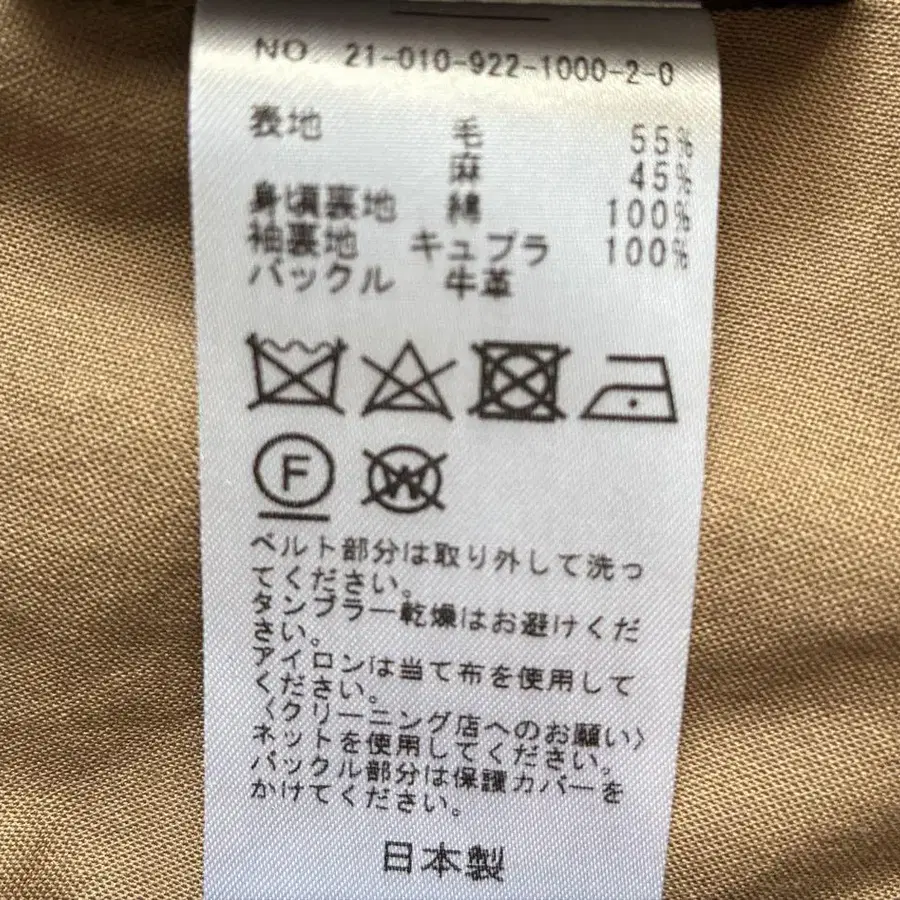 NO 21-010-922-1000-2-0
表地 毛 55%
麻 45%
身頃裏地 綿 100%
袖裏地 キュプラ 100%
バックル 牛革
F W
ベルト部分は取り外して洗っ
てください。
タンブラー乾燥はお避けくだ
さい。
アイロンは当て布を使用して
ください。
〈クリーニング店へのお願い〉
ネットを使用してください。
バックル部分は保護カバーを
かけてください。
日本製